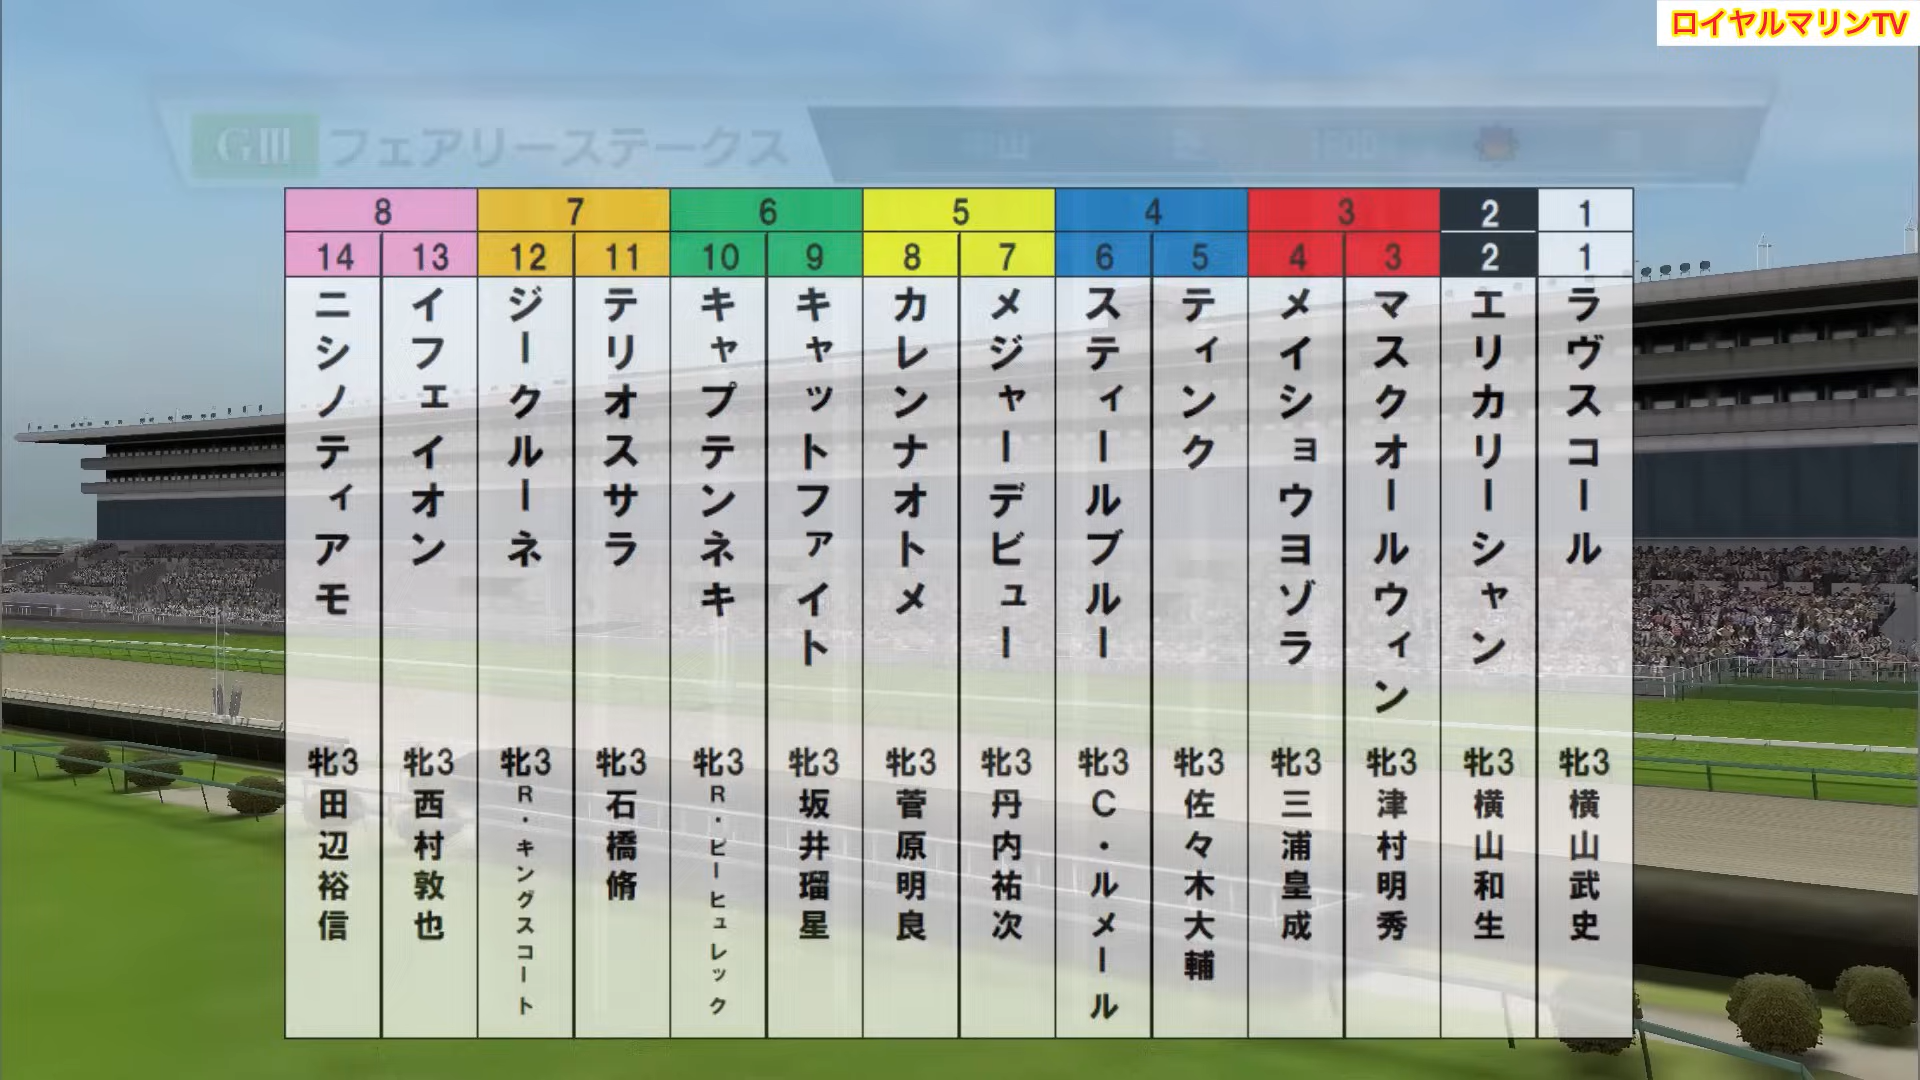 ロイヤルマリンTV
GⅢ フェアリーステークス
1 1 ラヴスコール 牝3 横山武史
2 2 エリカリーシャン 牝3 横山和生
3
3 マスクオールウィン 牝3 津村明秀
4 メイショウヨゾラ 牝3 三浦皇成
4
5 ティンク 牝3 佐々木大輔
6 スティールブルー 牝3 C・ルメール
5
7 メジャーデビュー 牝3 丹内祐次
8 カレンナオトメ 牝3 菅原明良
6
9 キャットファイト 牝3 坂井瑠星
10 キャプテンネキ 牝3 R・ピーヒュレック
7
11 テリオスサラ 牝3 石橋脩
12 ジークルーネ 牝3 R・キングスコート
8
13 イフェイオン 牝3 西村敦也
14 ニシノティアモ 牝3 田辺裕信